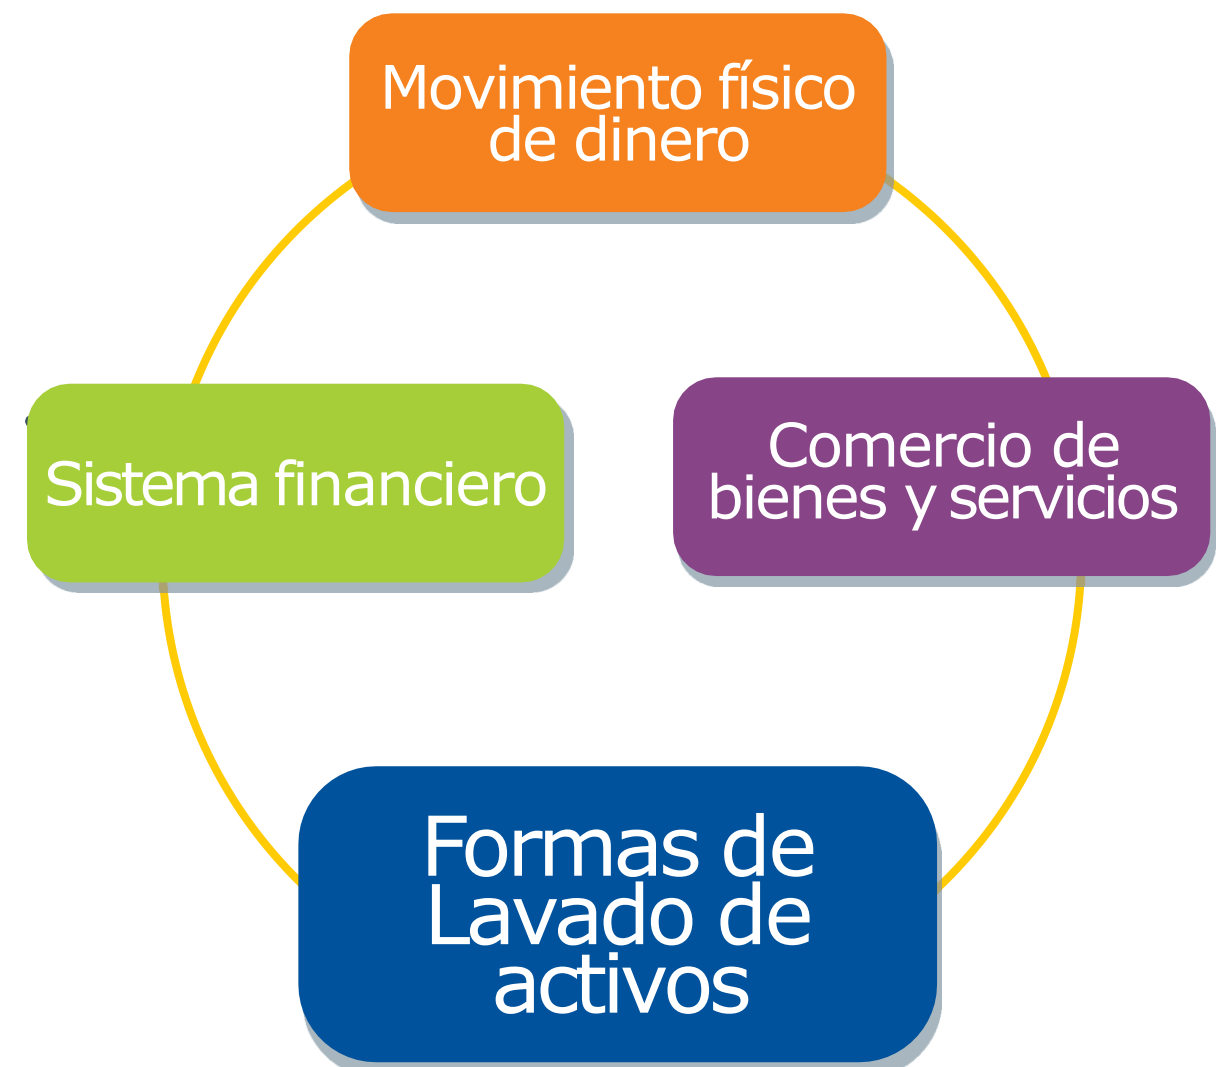 Movimiento físico
de dinero
Sistema financiero
Comercio de
bienes y servicios
Formas de
Lavado de
activos